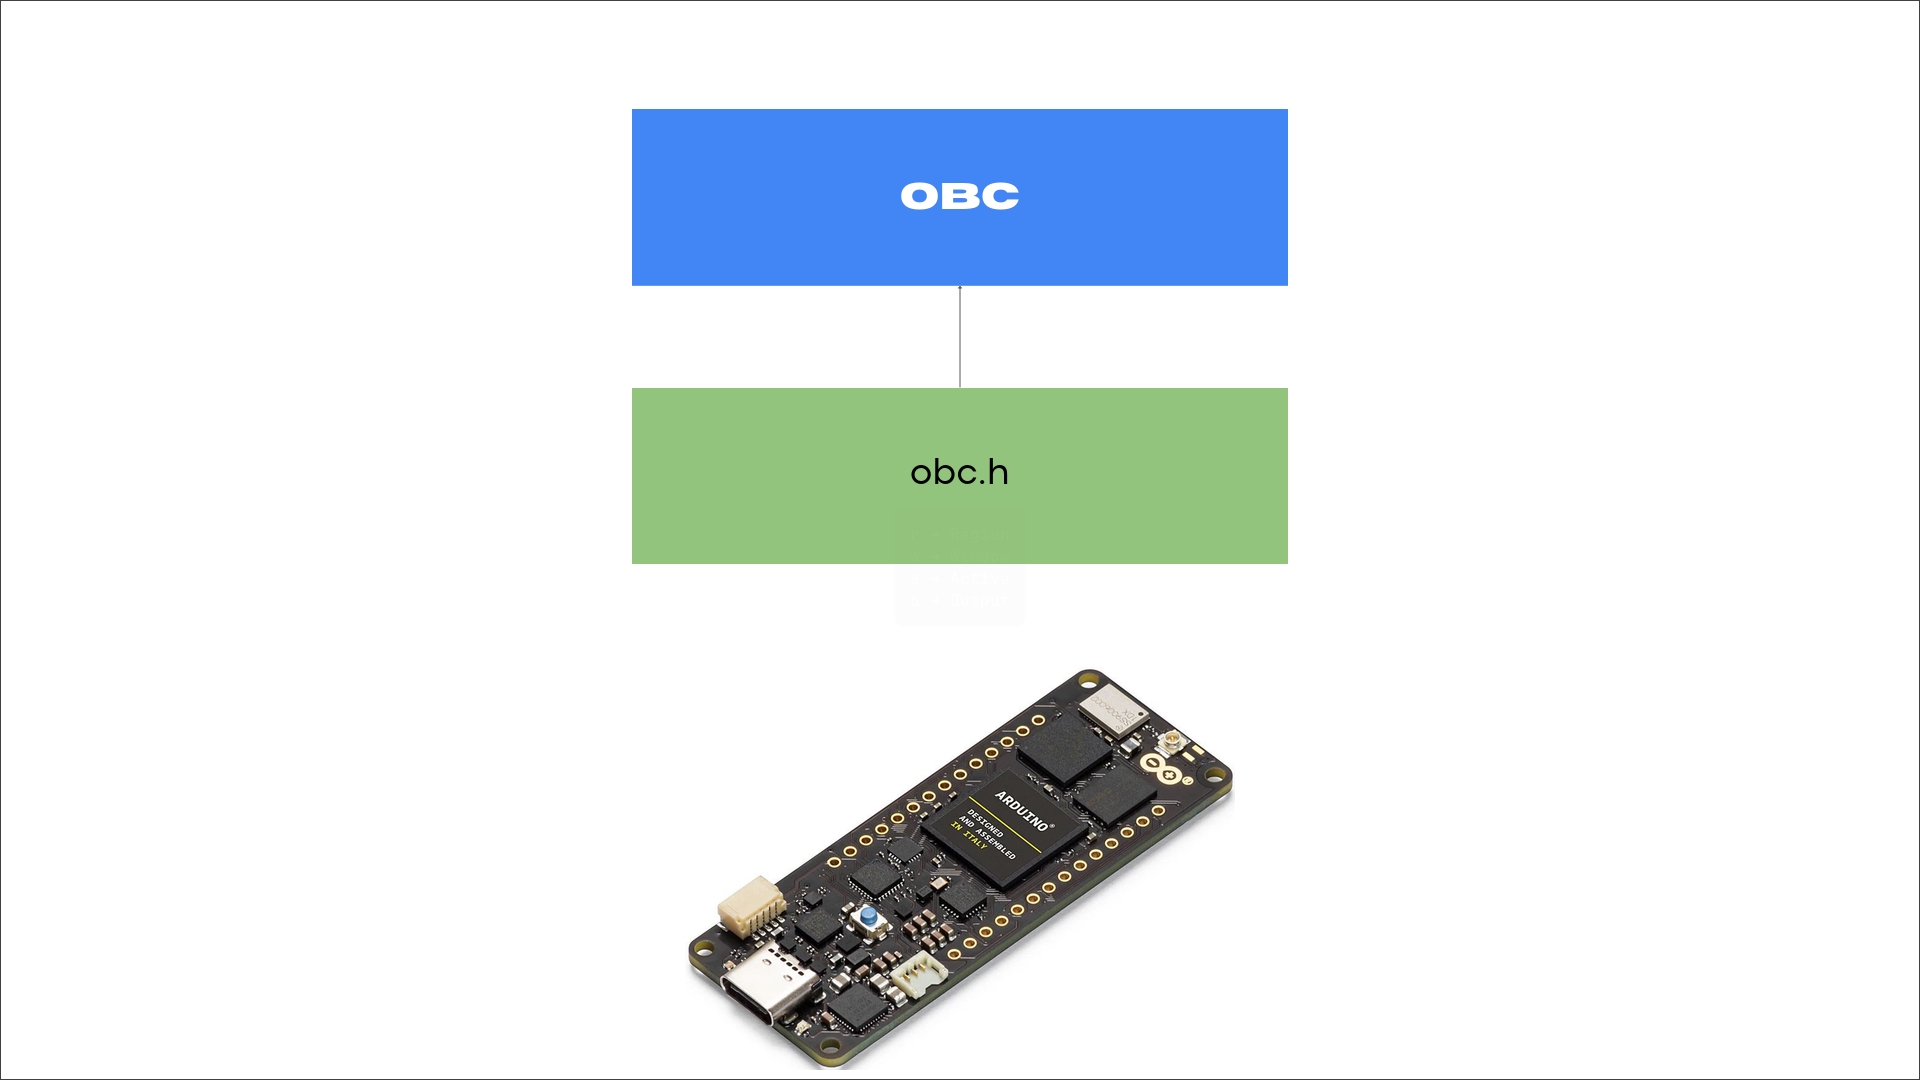 OBC
obc.h
ARDUINO®
DESIGNED
AND ASSEMBLED
IN ITALY